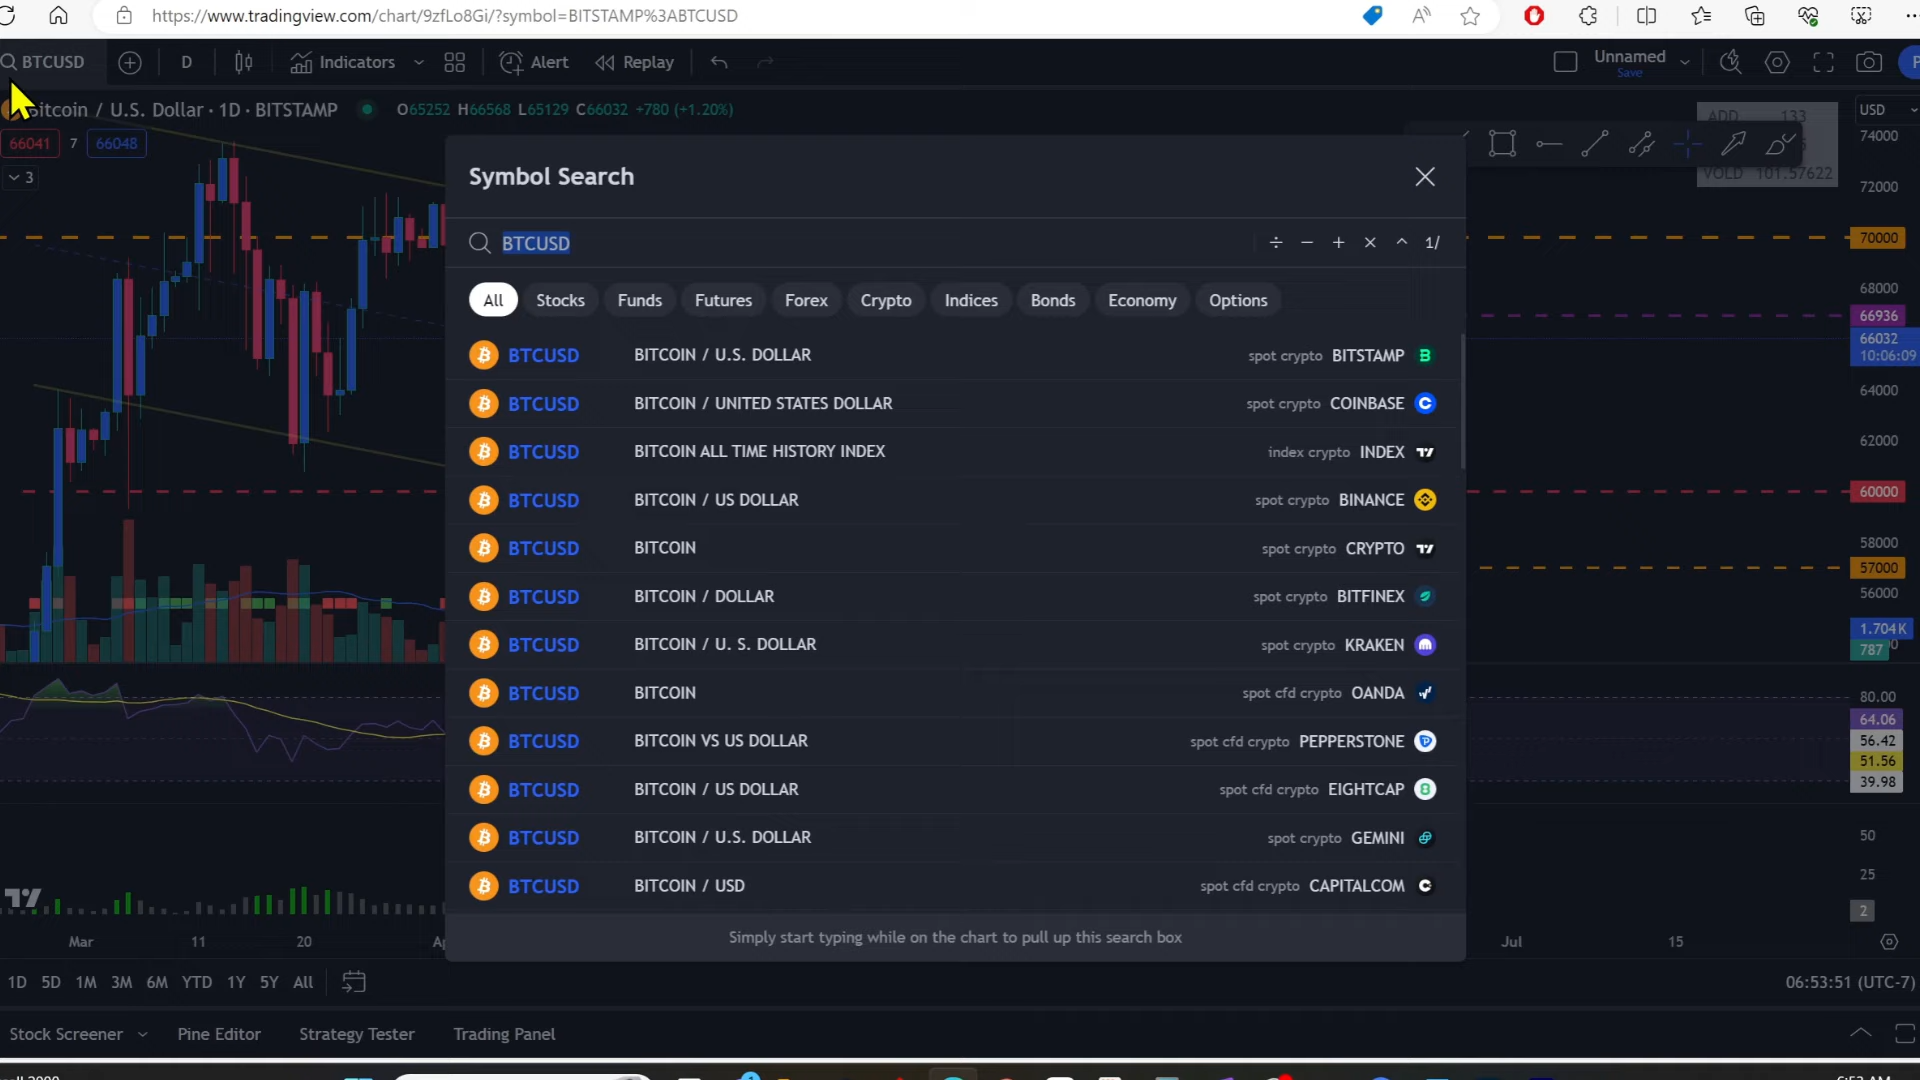 https://www.tradingview.com/chart/9zfLo8Gi/?symbol=BITSTAMP%3ABTCUSD
BTCUSD D Indicators Alert Replay Unnamed
Save
Bitcoin / U.S. Dollar · 1D · BITSTAMP O65252 H66568 L65129 C66032 +780 (+1.20%) USD
66041 7 66048
3
ADD 133
VOLD 101.57622
Symbol Search
BTCUSD ÷ − + × ^ 1/
All Stocks Funds Futures Forex Crypto Indices Bonds Economy Options
BTCUSD BITCOIN / U.S. DOLLAR spot crypto BITSTAMP
BTCUSD BITCOIN / UNITED STATES DOLLAR spot crypto COINBASE
BTCUSD BITCOIN ALL TIME HISTORY INDEX index crypto INDEX
BTCUSD BITCOIN / US DOLLAR spot crypto BINANCE
BTCUSD BITCOIN spot crypto CRYPTO
BTCUSD BITCOIN / DOLLAR spot crypto BITFINEX
BTCUSD BITCOIN / U. S. DOLLAR spot crypto KRAKEN
BTCUSD BITCOIN spot cfd crypto OANDA
BTCUSD BITCOIN VS US DOLLAR spot cfd crypto PEPPERSTONE
BTCUSD BITCOIN / US DOLLAR spot cfd crypto EIGHTCAP
BTCUSD BITCOIN / U.S. DOLLAR spot crypto GEMINI
BTCUSD BITCOIN / USD spot cfd crypto CAPITALCOM
Simply start typing while on the chart to pull up this search box
74000
72000
70000
68000
66936
66032
10:06:09
64000
62000
60000
58000
57000
56000
1.704K
787
80.00
64.06
56.42
51.56
39.98
50
25
2
Mar 11 20 Jul 15
1D 5D 1M 3M 6M YTD 1Y 5Y All 06:53:51 (UTC-7)
Stock Screener Pine Editor Strategy Tester Trading Panel